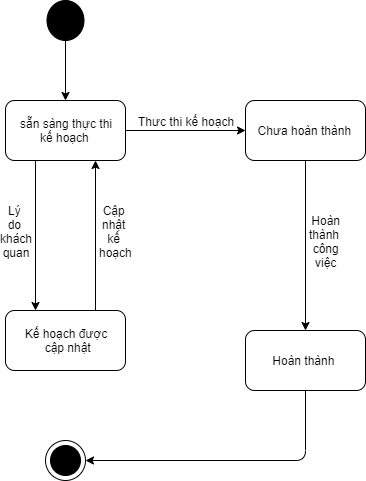 sẵn sàng thực thi
kế hoạch
Thưc thi kế hoạch
Chưa hoàn thành
Lý
do
khách
quan
Cập
nhật
kế
hoạch
Hoàn
thành
công
việc
Kế hoạch được
cập nhật
Hoàn thành